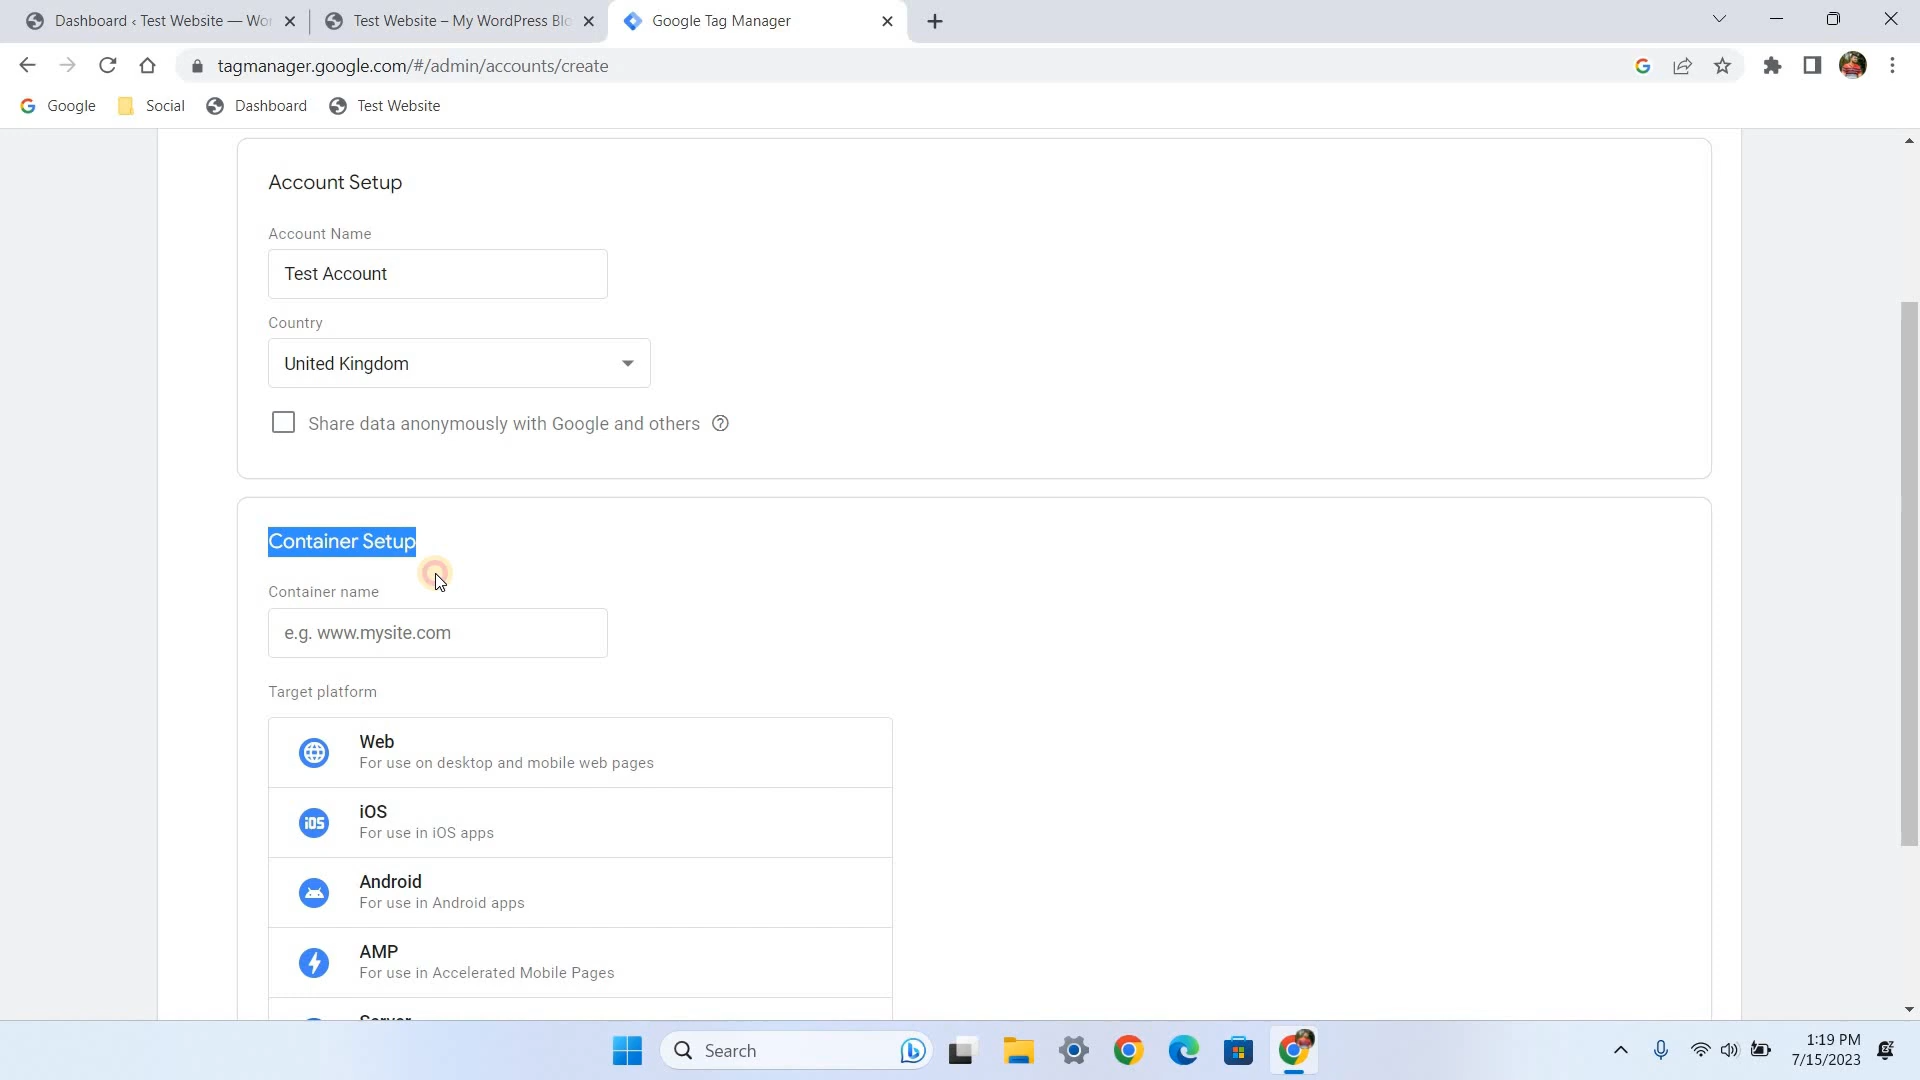 Dashboard ‹ Test Website — Wor
Test Website – My WordPress Blo
Google Tag Manager
tagmanager.google.com/#/admin/accounts/create
Google
Social
Dashboard
Test Website
Account Setup
Account Name
Test Account
Country
United Kingdom
Share data anonymously with Google and others
Container Setup
Container name
e.g. www.mysite.com
Target platform
Web
For use on desktop and mobile web pages
iOS
iOS
For use in iOS apps
Android
For use in Android apps
AMP
For use in Accelerated Mobile Pages
Server
Search
1:19 PM
7/15/2023